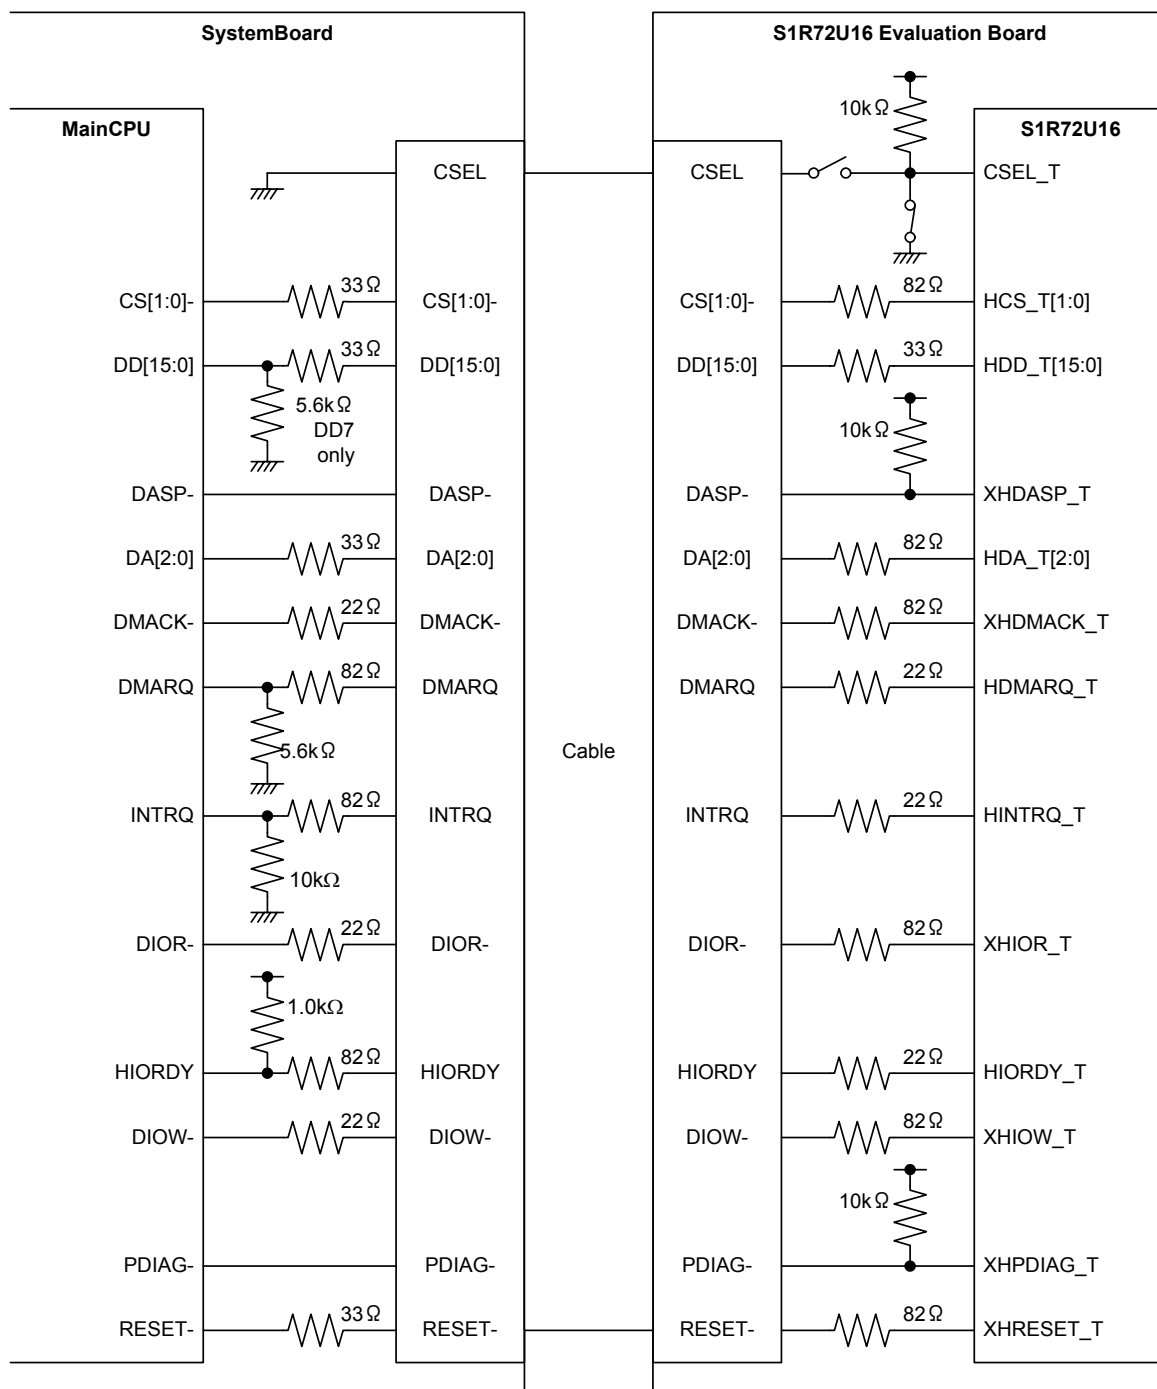 SystemBoard
S1R72U16 Evaluation Board
MainCPU
10kΩ
S1R72U16
CSEL
CSEL
CSEL_T
CS[1:0]-
33Ω
CS[1:0]-
CS[1:0]-
82Ω
HCS_T[1:0]
DD[15:0]
33Ω
DD[15:0]
DD[15:0]
33Ω
HDD_T[15:0]
5.6kΩ
DD7
only
10kΩ
DASP-
DASP-
DASP-
XHDASP_T
DA[2:0]
33Ω
DA[2:0]
DA[2:0]
82Ω
HDA_T[2:0]
DMACK-
22Ω
DMACK-
DMACK-
82Ω
XHDMACK_T
DMARQ
82Ω
DMARQ
DMARQ
22Ω
HDMARQ_T
5.6kΩ
Cable
INTRQ
82Ω
INTRQ
INTRQ
22Ω
HINTRQ_T
10kΩ
DIOR-
22Ω
DIOR-
DIOR-
82Ω
XHIOR_T
1.0kΩ
HIORDY
82Ω
HIORDY
HIORDY
22Ω
HIORDY_T
DIOW-
22Ω
DIOW-
DIOW-
82Ω
XHIOW_T
10kΩ
PDIAG-
PDIAG-
PDIAG-
XHPDIAG_T
RESET-
33Ω
RESET-
RESET-
82Ω
XHRESET_T